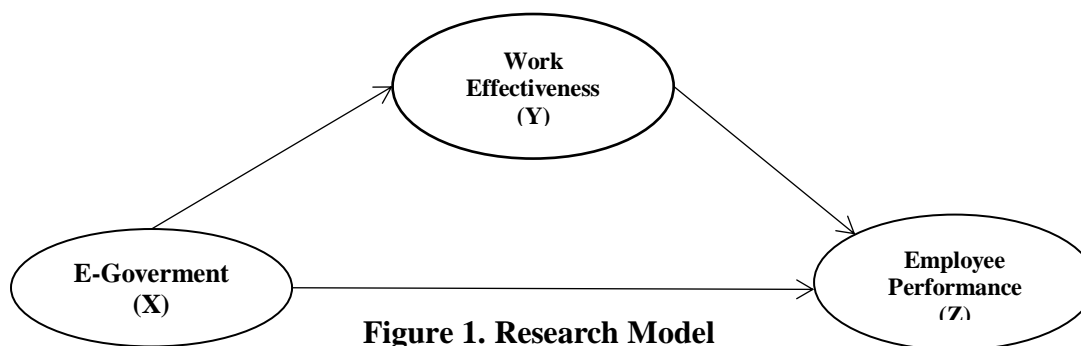 Work
Effectiveness
(Y)
E-Goverment
(X)
Employee
Performance
(Z)
Figure 1. Research Model